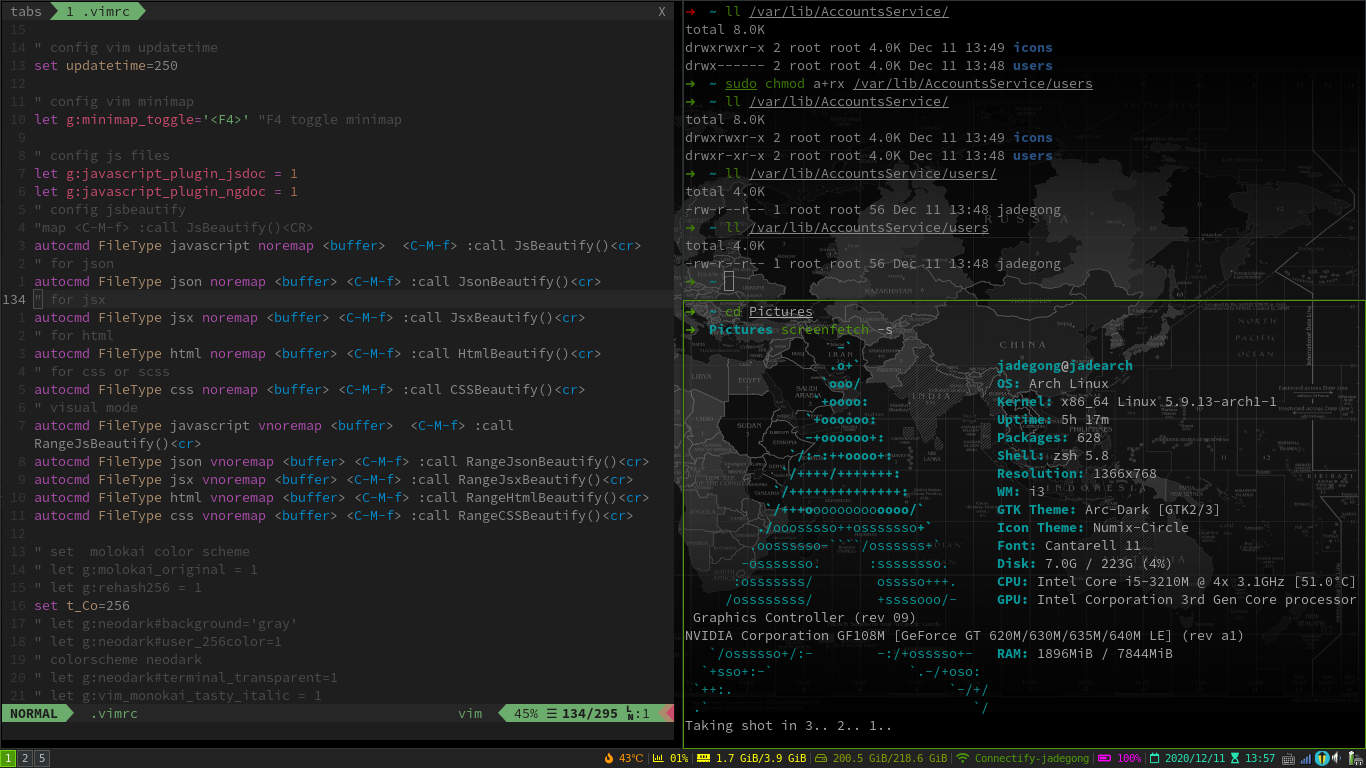 tabs 1 .vimrc X
15
14 " config vim updatetime
13 set updatetime=250
12
11 " config vim minimap
10 let g:minimap_toggle='<F4>' "F4 toggle minimap
9
8 " config js files
7 let g:javascript_plugin_jsdoc = 1
6 let g:javascript_plugin_ngdoc = 1
5 " config jsbeautify
4 "map <C-M-f> :call JsBeautify()<CR>
3 autocmd FileType javascript noremap <buffer>  <C-M-f> :call JsBeautify()<cr>
2 " for json
1 autocmd FileType json noremap <buffer> <C-M-f> :call JsonBeautify()<cr>
134 " for jsx
1 autocmd FileType jsx noremap <buffer> <C-M-f> :call JsxBeautify()<cr>
2 " for html
3 autocmd FileType html noremap <buffer> <C-M-f> :call HtmlBeautify()<cr>
4 " for css or scss
5 autocmd FileType css noremap <buffer> <C-M-f> :call CSSBeautify()<cr>
6 " visual mode
7 autocmd FileType javascript vnoremap <buffer>  <C-M-f> :call
RangeJsBeautify()<cr>
8 autocmd FileType json vnoremap <buffer> <C-M-f> :call RangeJsonBeautify()<cr>
9 autocmd FileType jsx vnoremap <buffer> <C-M-f> :call RangeJsxBeautify()<cr>
10 autocmd FileType html vnoremap <buffer> <C-M-f> :call RangeHtmlBeautify()<cr>
11 autocmd FileType css vnoremap <buffer> <C-M-f> :call RangeCSSBeautify()<cr>
12
13 " set  molokai color scheme
14 " let g:molokai_original = 1
15 " let g:rehash256 = 1
16 set t_Co=256
17 " let g:neodark#background='gray'
18 " let g:neodark#use_256color=1
19 " colorscheme neodark
20 " let g:neodark#terminal_transparent=1
21 " let g:vim_monokai_tasty_italic = 1
NORMAL .vimrc vim 45% ☰ 134/295 LN:1
➜ ~ ll /var/lib/AccountsService/
total 8.0K
drwxrwxr-x 2 root root 4.0K Dec 11 13:49 icons
drwx------ 2 root root 4.0K Dec 11 13:48 users
➜ ~ sudo chmod a+rx /var/lib/AccountsService/users
➜ ~ ll /var/lib/AccountsService/
total 8.0K
drwxrwxr-x 2 root root 4.0K Dec 11 13:49 icons
drwxr-xr-x 2 root root 4.0K Dec 11 13:48 users
➜ ~ ll /var/lib/AccountsService/users/
total 4.0K
-rw-r--r-- 1 root root 56 Dec 11 13:48 jadegong
➜ ~ ll /var/lib/AccountsService/users
total 4.0K
-rw-r--r-- 1 root root 56 Dec 11 13:48 jadegong
➜ ~
➜ ~ cd Pictures
➜ Pictures screenfetch -s
jadegong@jadearch
OS: Arch Linux
Kernel: x86_64 Linux 5.9.13-arch1-1
Uptime: 5h 17m
Packages: 628
Shell: zsh 5.8
Resolution: 1366x768
WM: i3
GTK Theme: Arc-Dark [GTK2/3]
Icon Theme: Numix-Circle
Font: Cantarell 11
Disk: 7.0G / 223G (4%)
CPU: Intel Core i5-3210M @ 4x 3.1GHz [51.0°C]
GPU: Intel Corporation 3rd Gen Core processor
Graphics Controller (rev 09)
NVIDIA Corporation GF108M [GeForce GT 620M/630M/635M/640M LE] (rev a1)
RAM: 1896MiB / 7844MiB
Taking shot in 3.. 2.. 1..
RUSSIA
KAZAKHSTAN
CHINA
IRAN
LIBYA
EGYPT
SAUDI
ARABIA
SUDAN
INDIA
INDONESIA
NORTH
PACIFIC
OCEAN
1 2 5 43°C 01% 1.7 GiB/3.9 GiB 200.5 GiB/218.6 GiB Connectify-jadegong 100% 2020/12/11 13:57